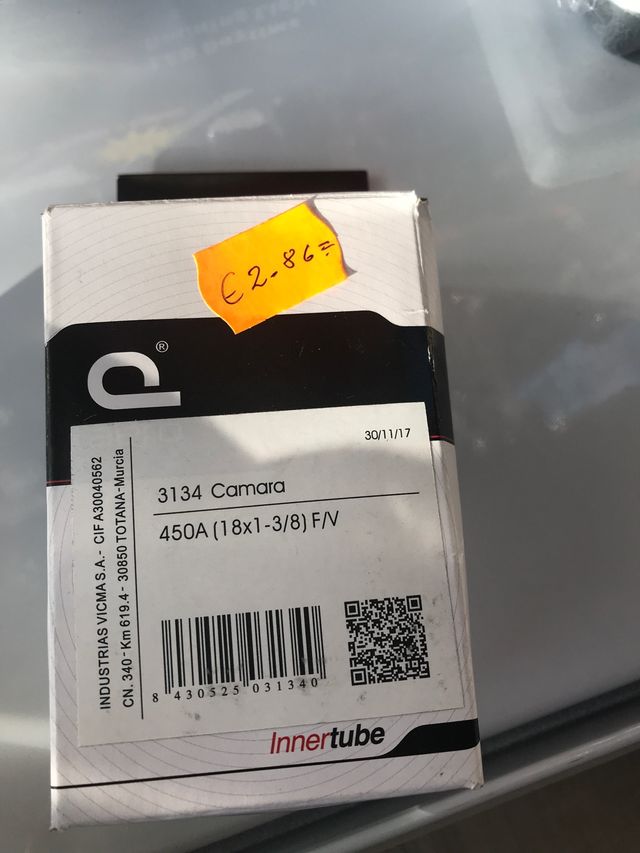 €2.86=
®
30/11/17
3134 Camara
450A (18x1-3/8) F/V
INDUSTRIAS VICMA S.A.- CIF A30040562
CN. 340 - Km 619.4 - 30850 TOTANA-Murcia
8 430525 031340
Innertube